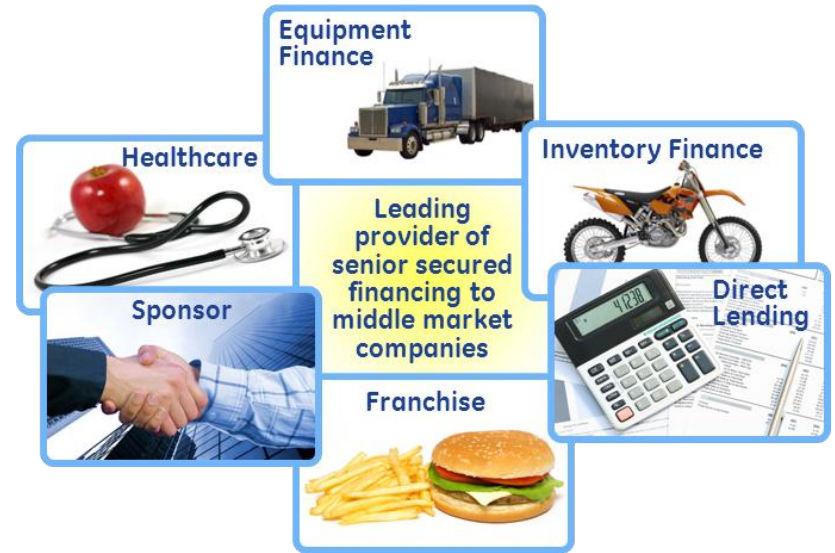 Equipment
Finance
Healthcare
Inventory Finance
Leading
provider of
senior secured
financing to
middle market
companies
Sponsor
Direct
Lending
41238
Franchise